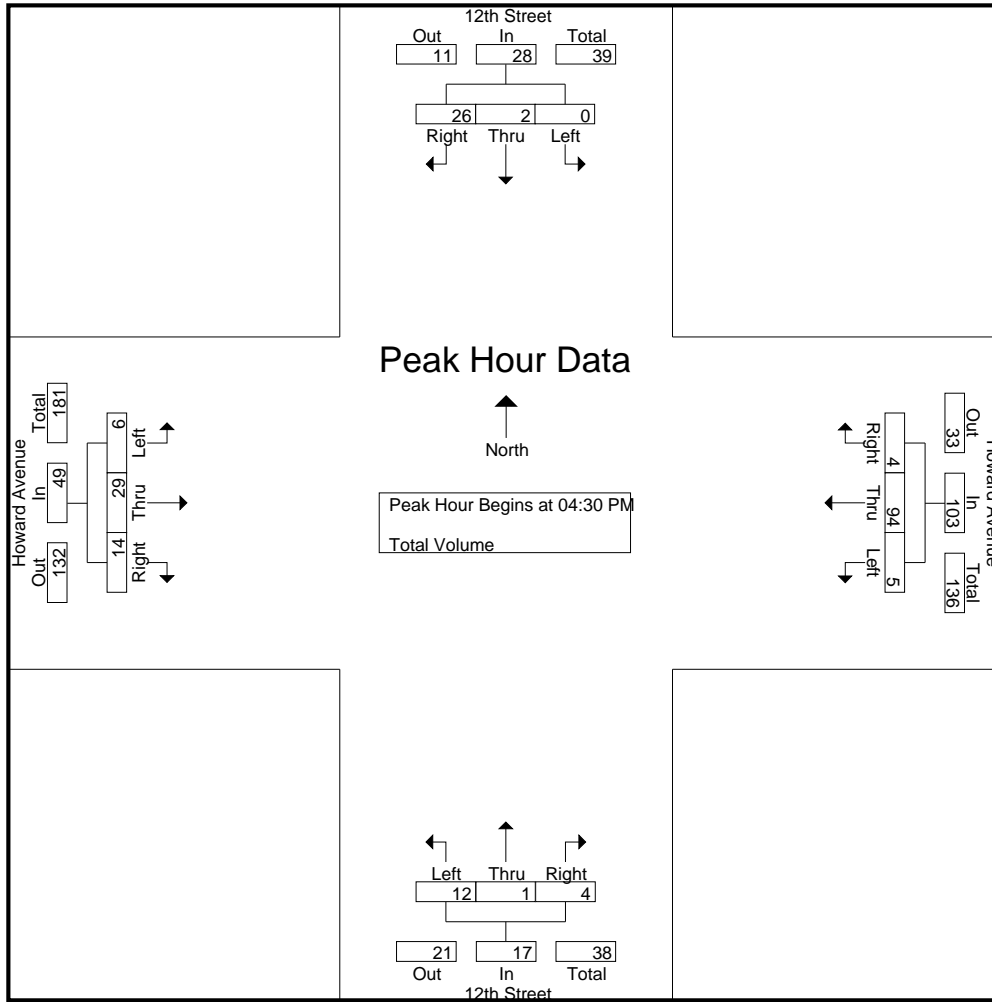 12th Street
Out In Total
11 28 39
26 2 0
Right Thru Left
Peak Hour Data
North
Peak Hour Begins at 04:30 PM
Total Volume
Howard Avenue
Out In Total
132 49 181
6 29 14
Left Thru Right
Howard Avenue
Out In Total
33 103 136
4 94 5
Right Thru Left
Left Thru Right
12 1 4
21 17 38
Out In Total
12th Street